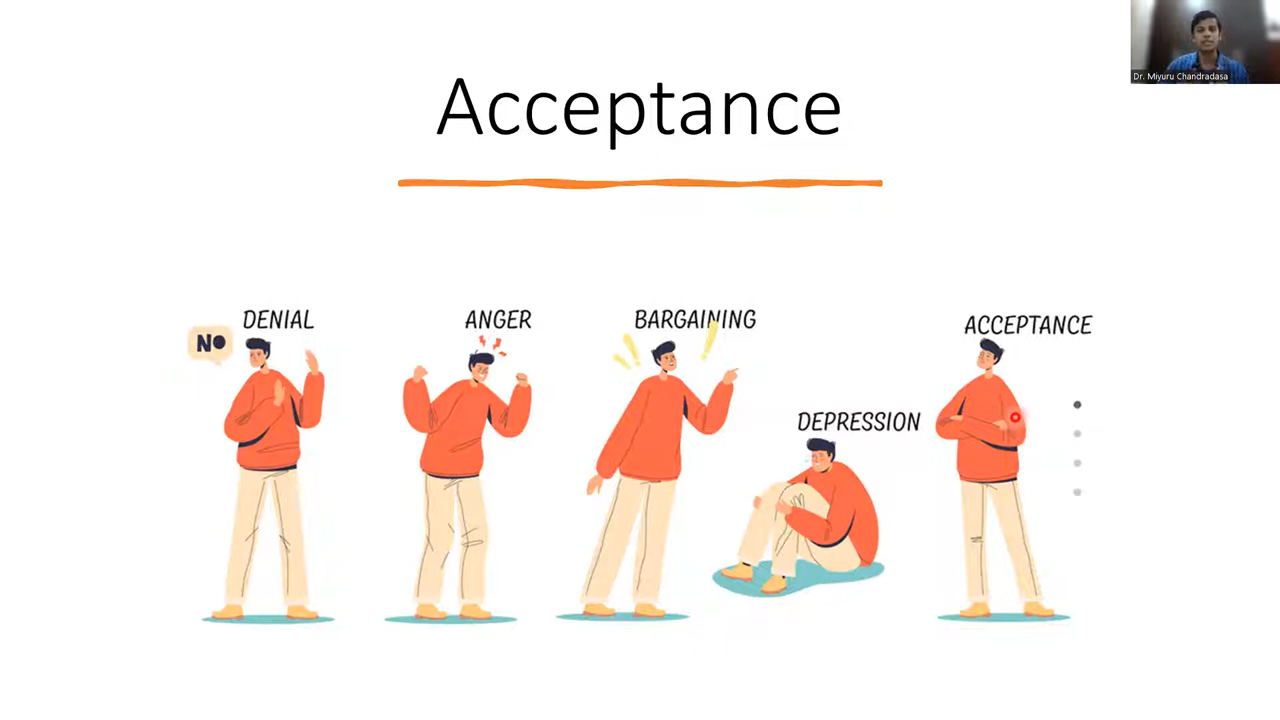 Dr. Miyuru Chandradasa
Acceptance
NO
DENIAL
ANGER
BARGAINING
DEPRESSION
ACCEPTANCE